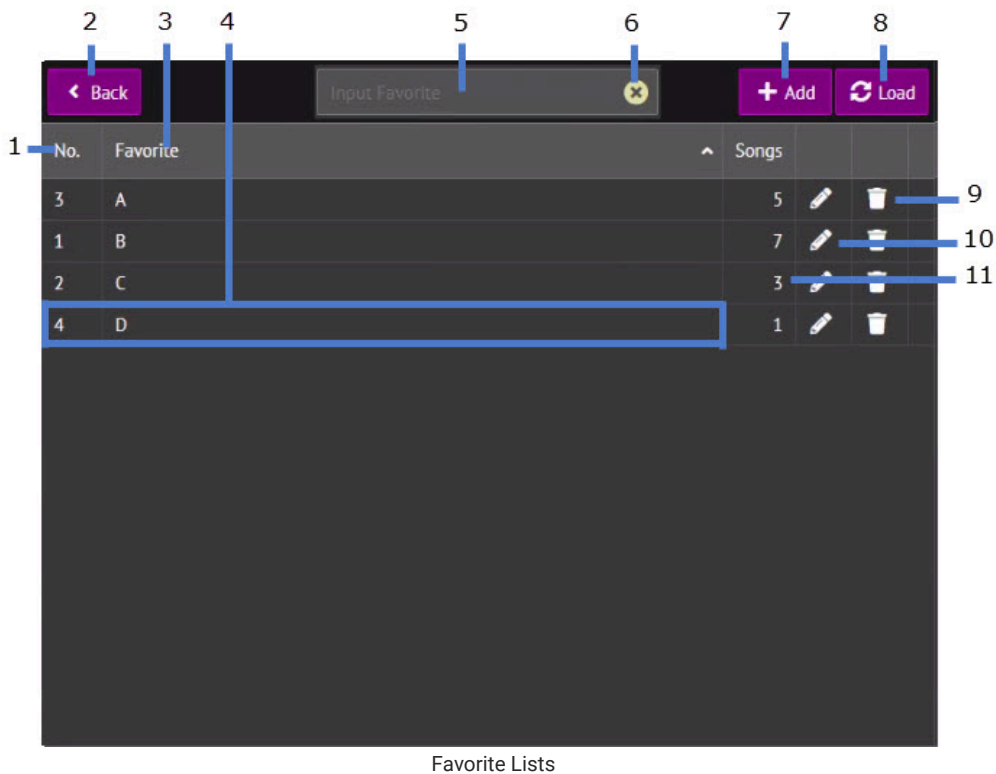 2 3 4 5 6 7 8
Back Input Favorite Add Load
1 No. Favorite Songs
3 A 5 9
1 B 7 10
2 C 3 11
4 D 1
Favorite Lists